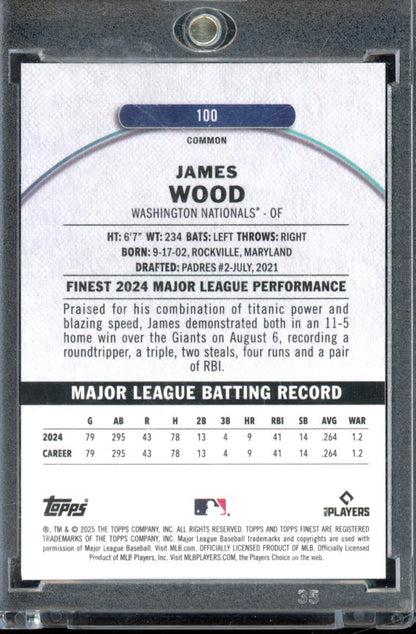 100
COMMON
JAMES
WOOD
WASHINGTON NATIONALS® - OF
HT: 6'7" WT: 234 BATS: LEFT THROWS: RIGHT
BORN: 9-17-02, ROCKVILLE, MARYLAND
DRAFTED: PADRES #2-JULY, 2021
FINEST 2024 MAJOR LEAGUE PERFORMANCE
Praised for his combination of titanic power and
blazing speed, James demonstrated both in an 11-5
home win over the Giants on August 6, recording a
roundtripper, a triple, two steals, four runs and a pair
of RBI.
MAJOR LEAGUE BATTING RECORD
G AB R H 2B 3B HR RBI SB AVG WAR
2024 79 295 43 78 13 4 9 41 14 .264 1.2
CAREER 79 295 43 78 13 4 9 41 14 .264 1.2
Topps PLAYERS
®, TM & © 2025 THE TOPPS COMPANY, INC. ALL RIGHTS RESERVED. TOPPS AND TOPPS FINEST ARE REGISTERED
TRADEMARKS OF THE TOPPS COMPANY, INC. Major League Baseball trademarks and copyrights are used with
permission of Major League Baseball. Visit MLB.com. OFFICIALLY LICENSED PRODUCT OF MLB. Officially Licensed
Product of MLB Players, Inc. Visit MLBPLAYERS.COM, the Players Choice on the web.
35